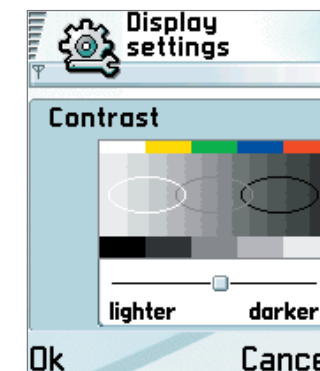 Display
settings
Contrast
lighter darker
Ok Cance